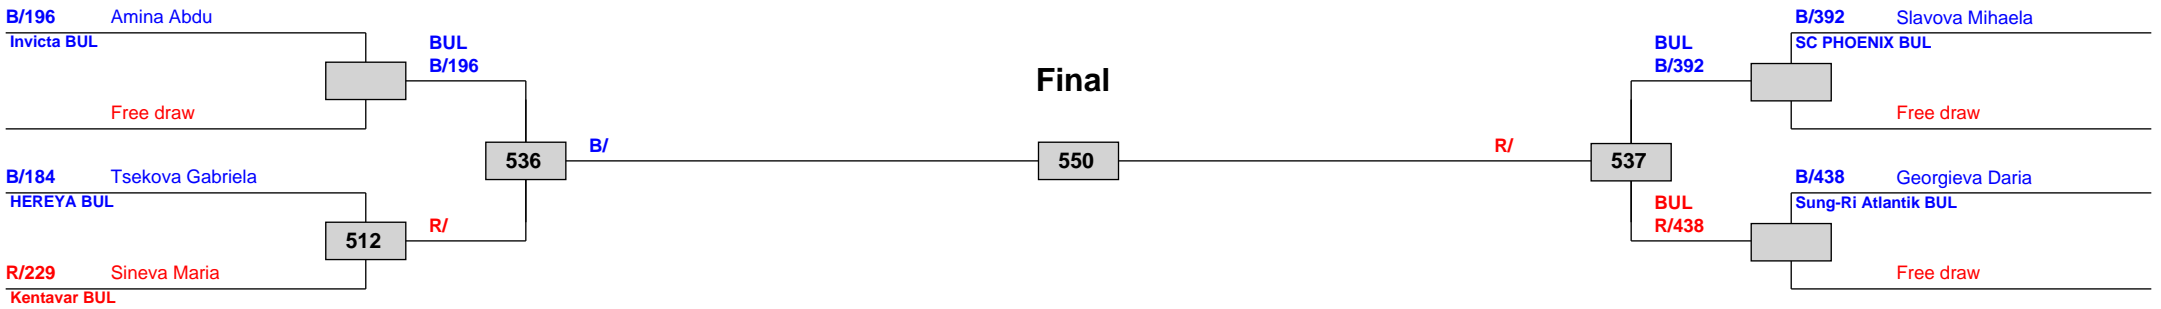 B/196 Amina Abdu
Invicta BUL
Free draw
BUL
B/196
B/184 Tsekova Gabriela
HEREYA BUL
512
R/229 Sineva Maria
Kentavar BUL
R/
536
B/
Final
550
R/
537
BUL
B/392
BUL
R/438
B/392 Slavova Mihaela
SC PHOENIX BUL
Free draw
B/438 Georgieva Daria
Sung-Ri Atlantik BUL
Free draw